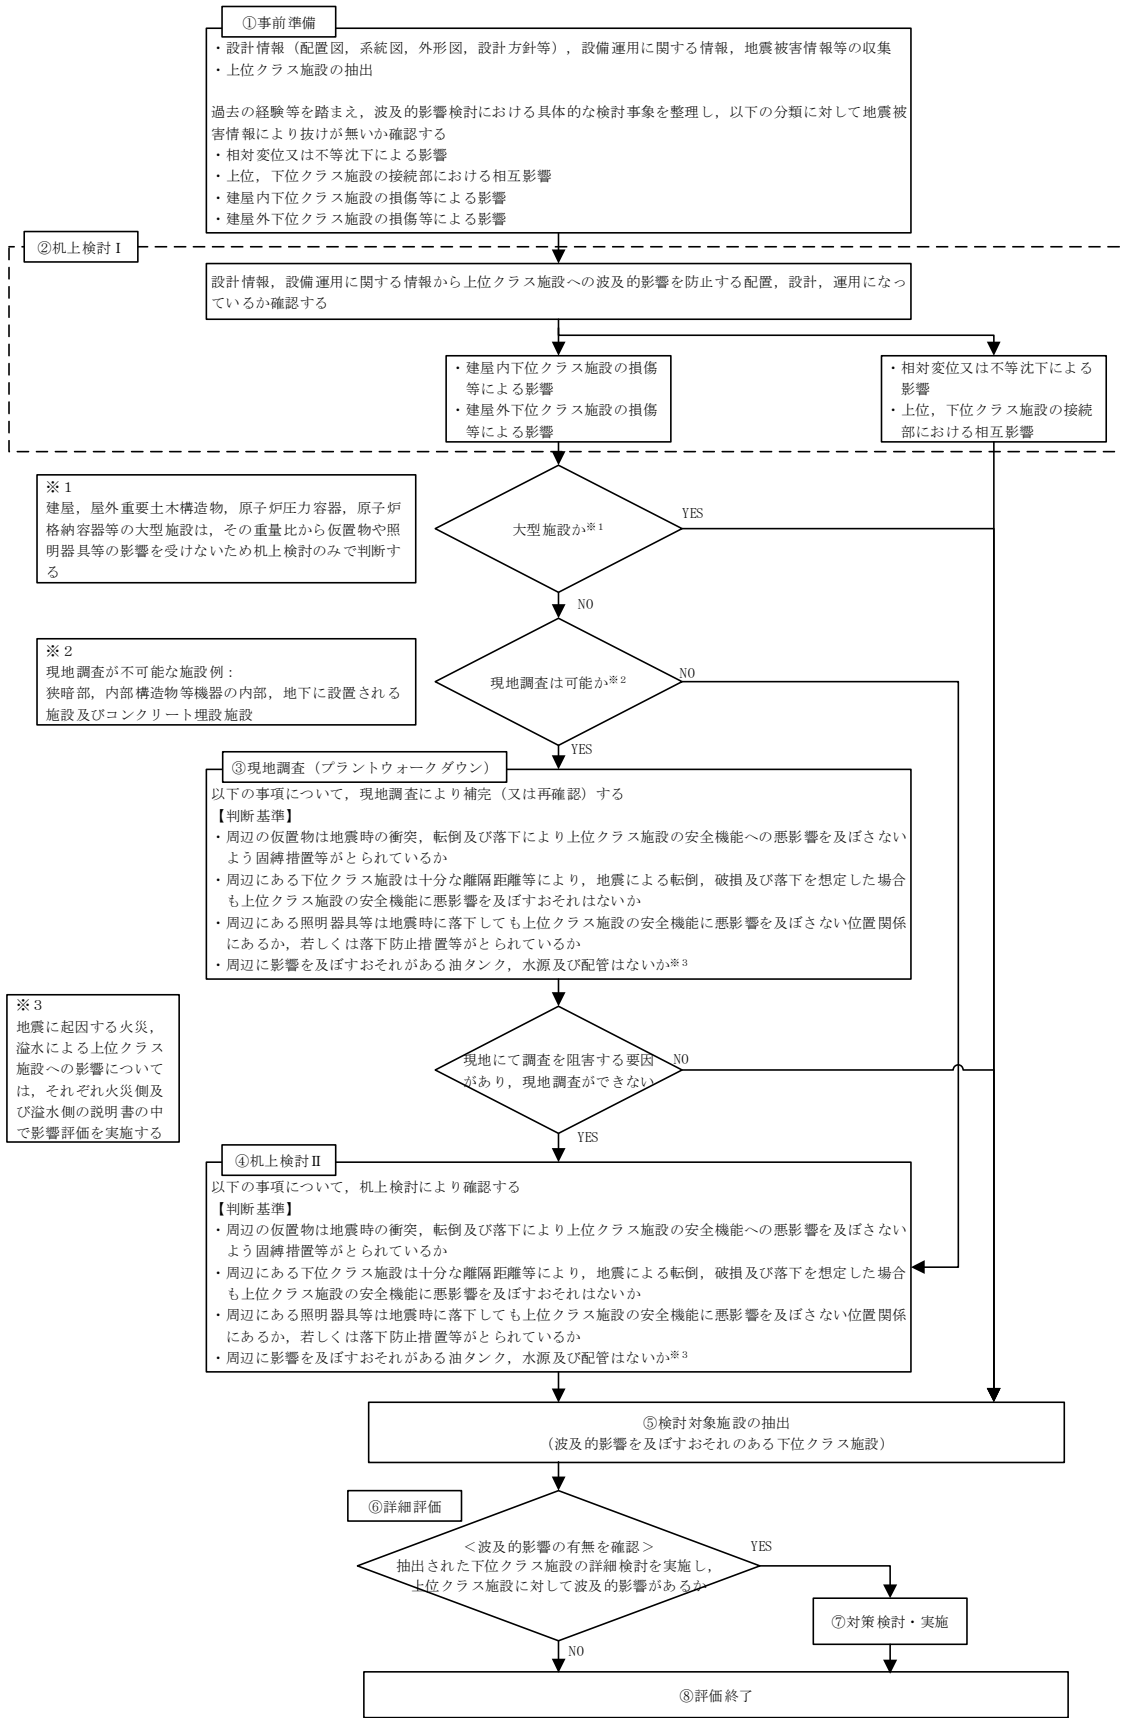 ①事前準備
・設計情報（配置図，系統図，外形図，設計方針等），設備運用に関する情報，地震被害情報等の収集
・上位クラス施設の抽出
過去の経験等を踏まえ，波及的影響検討における具体的な検討事象を整理し，以下の分類に対して地震被
害情報により抜けが無いか確認する
・相対変位又は不等沈下による影響
・上位，下位クラス施設の接続部における相互影響
・建屋内下位クラス施設の損傷等による影響
・建屋外下位クラス施設の損傷等による影響
②机上検討Ⅰ
設計情報，設備運用に関する情報から上位クラス施設への波及的影響を防止する配置，設計，運用になっ
ているか確認する
・建屋内下位クラス施設の損傷
等による影響
・建屋外下位クラス施設の損傷
等による影響
・相対変位又は不等沈下による
影響
・上位，下位クラス施設の接続
部における相互影響
※１
建屋，屋外重要土木構造物，原子炉圧力容器，原子炉
格納容器等の大型施設は，その重量比から仮置物や照
明器具等の影響を受けないため机上検討のみで判断す
る
大型施設か※1
YES
NO
※２
現地調査が不可能な施設例：
狭暗部，内部構造物等機器の内部，地下に設置される
施設及びコンクリート埋設施設
現地調査は可能か※2
NO
YES
③現地調査（プラントウォークダウン）
以下の事項について，現地調査により補完（又は再確認）する
【判断基準】
・周辺の仮置物は地震時の衝突，転倒及び落下により上位クラス施設の安全機能への悪影響を及ぼさない
よう固縛措置等がとられているか
・周辺にある下位クラス施設は十分な離隔距離等により，地震による転倒，破損及び落下を想定した場合
も上位クラス施設の安全機能に悪影響を及ぼすおそれはないか
・周辺にある照明器具等は地震時に落下しても上位クラス施設の安全機能に悪影響を及ぼさない位置関係
にあるか，若しくは落下防止措置等がとられているか
・周辺に影響を及ぼすおそれがある油タンク，水源及び配管はないか※3
※３
地震に起因する火災，
溢水による上位クラス
施設への影響について
は，それぞれ火災側及
び溢水側の説明書の中
で影響評価を実施する
現地にて調査を阻害する要因
があり，現地調査ができない
NO
YES
④机上検討Ⅱ
以下の事項について，机上検討により確認する
【判断基準】
・周辺の仮置物は地震時の衝突，転倒及び落下により上位クラス施設の安全機能への悪影響を及ぼさない
よう固縛措置等がとられているか
・周辺にある下位クラス施設は十分な離隔距離等により，地震による転倒，破損及び落下を想定した場合
も上位クラス施設の安全機能に悪影響を及ぼすおそれはないか
・周辺にある照明器具等は地震時に落下しても上位クラス施設の安全機能に悪影響を及ぼさない位置関係
にあるか，若しくは落下防止措置等がとられているか
・周辺に影響を及ぼすおそれがある油タンク，水源及び配管はないか※3
⑤検討対象施設の抽出
（波及的影響を及ぼすおそれのある下位クラス施設）
⑥詳細評価
＜波及的影響の有無を確認＞
抽出された下位クラス施設の詳細検討を実施し，
上位クラス施設に対して波及的影響があるか
YES
⑦対策検討・実施
NO
⑧評価終了